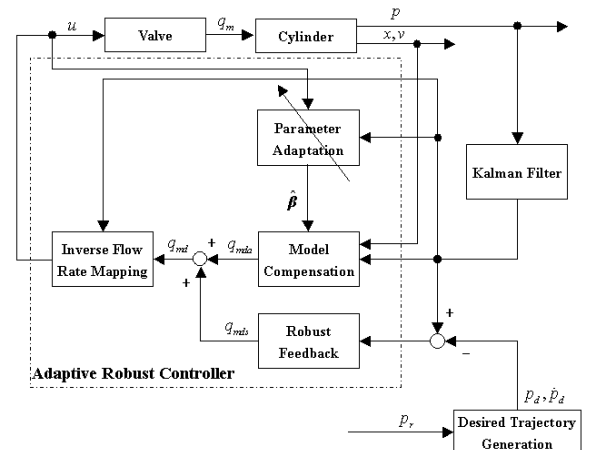 u
Valve
q_m
Cylinder
p
x, v
Parameter
Adaptation
Kalman Filter
β̂
Inverse Flow
Rate Mapping
q_md
+
+
q_mda
Model
Compensation
q_mds
Robust
Feedback
+
−
Adaptive Robust Controller
p_d, ṗ_d
p_r
Desired Trajectory
Generation